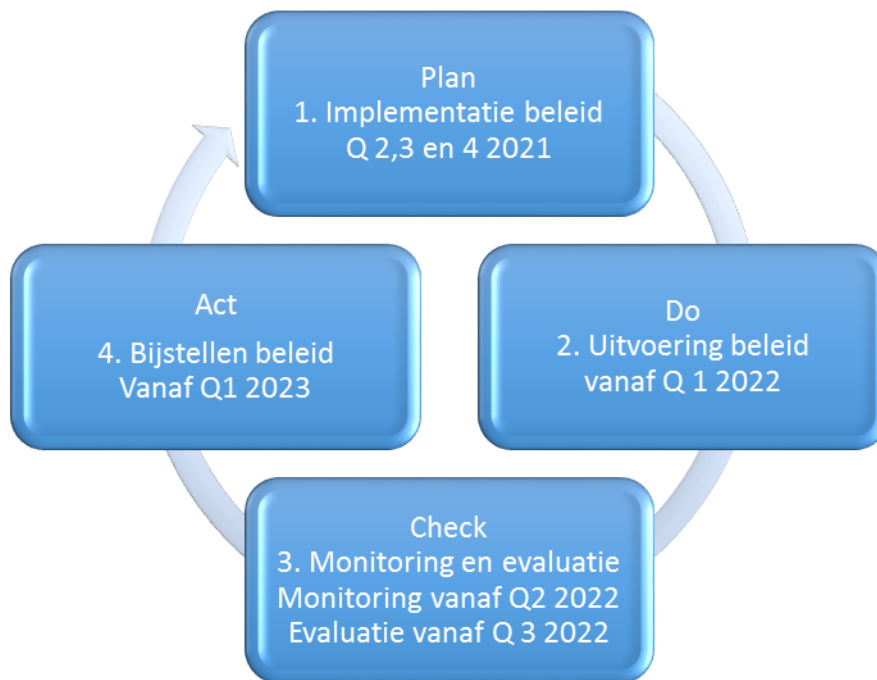 Plan
1. Implementatie beleid
Q 2,3 en 4 2021
Do
2. Uitvoering beleid
vanaf Q 1 2022
Check
3. Monitoring en evaluatie
Monitoring vanaf Q2 2022
Evaluatie vanaf Q 3 2022
Act
4. Bijstellen beleid
Vanaf Q1 2023